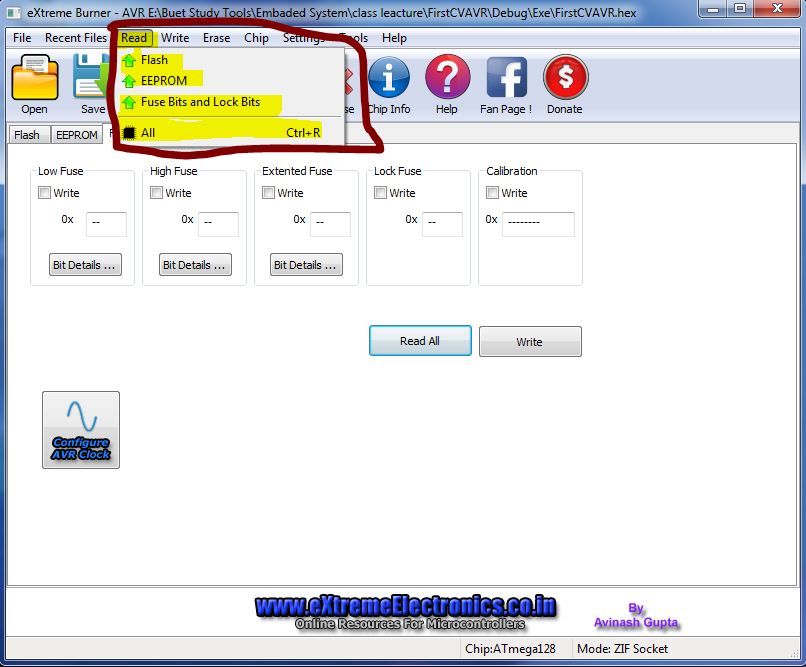 eXtreme Burner - AVR E:\Buet Study Tools\Embaded System\class leacture\FirstCVAVR\Debug\Exe\FirstCVAVR.hex
File Recent Files Read Write Erase Chip Settings Tools Help
Flash
EEPROM
Fuse Bits and Lock Bits
All Ctrl+R
Open Save Chip Info Help Fan Page ! Donate
Flash EEPROM
Low Fuse High Fuse Extented Fuse Lock Fuse Calibration
Write Write Write Write Write
0x -- 0x -- 0x -- 0x -- 0x --------
Bit Details ... Bit Details ... Bit Details ...
Read All Write
Configure
AVR Clock
www.eXtremeElectronics.co.in
Online Resources For Microcontrollers
By
Avinash Gupta
Chip:ATmega128 Mode: ZIF Socket